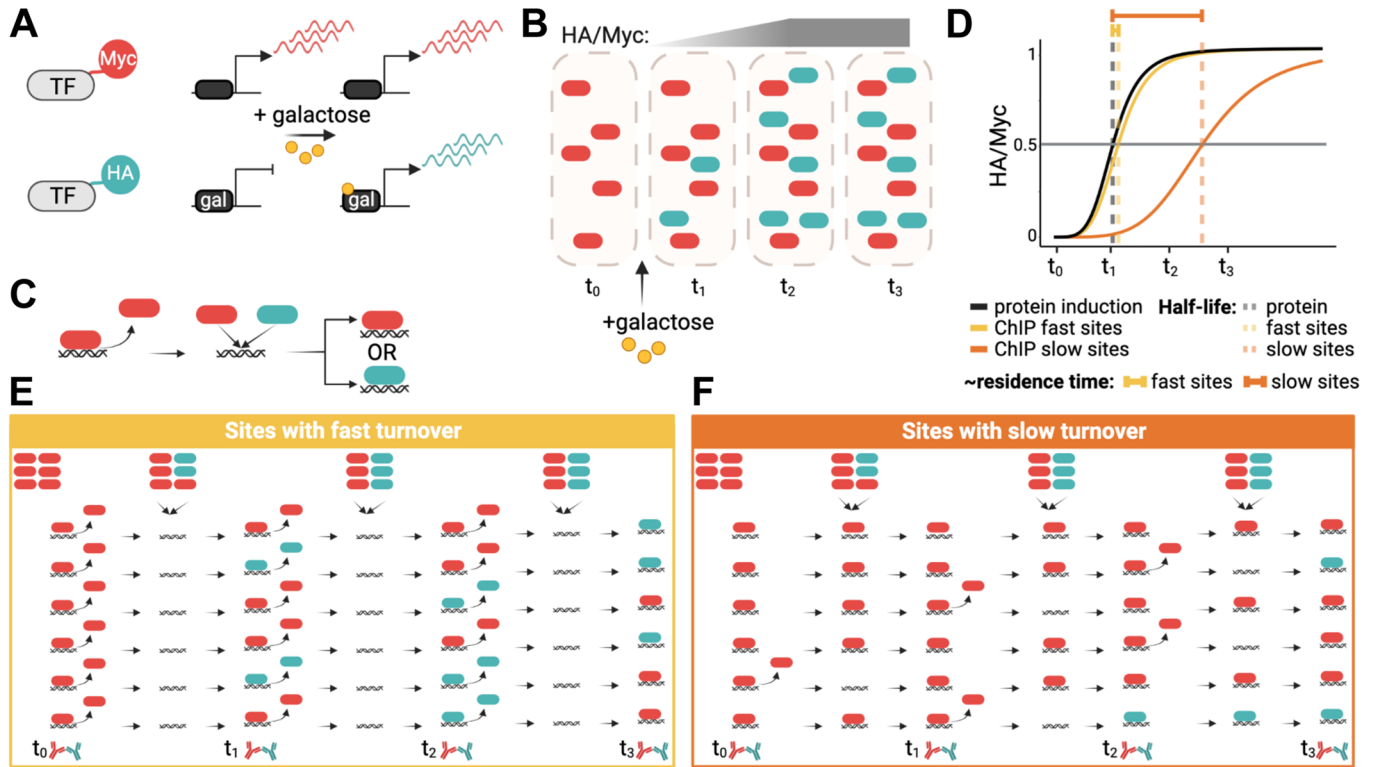 A
Myc
TF
+ galactose
HA
TF
gal
gal
B
HA/Myc:
t0
t1
t2
t3
+galactose
C
OR
D
HA/Myc
1
0.5
0
t0
t1
t2
t3
protein induction
ChIP fast sites
ChIP slow sites
Half-life:
protein
fast sites
slow sites
~residence time:
fast sites
slow sites
E
Sites with fast turnover
t0
t1
t2
t3
F
Sites with slow turnover
t0
t1
t2
t3